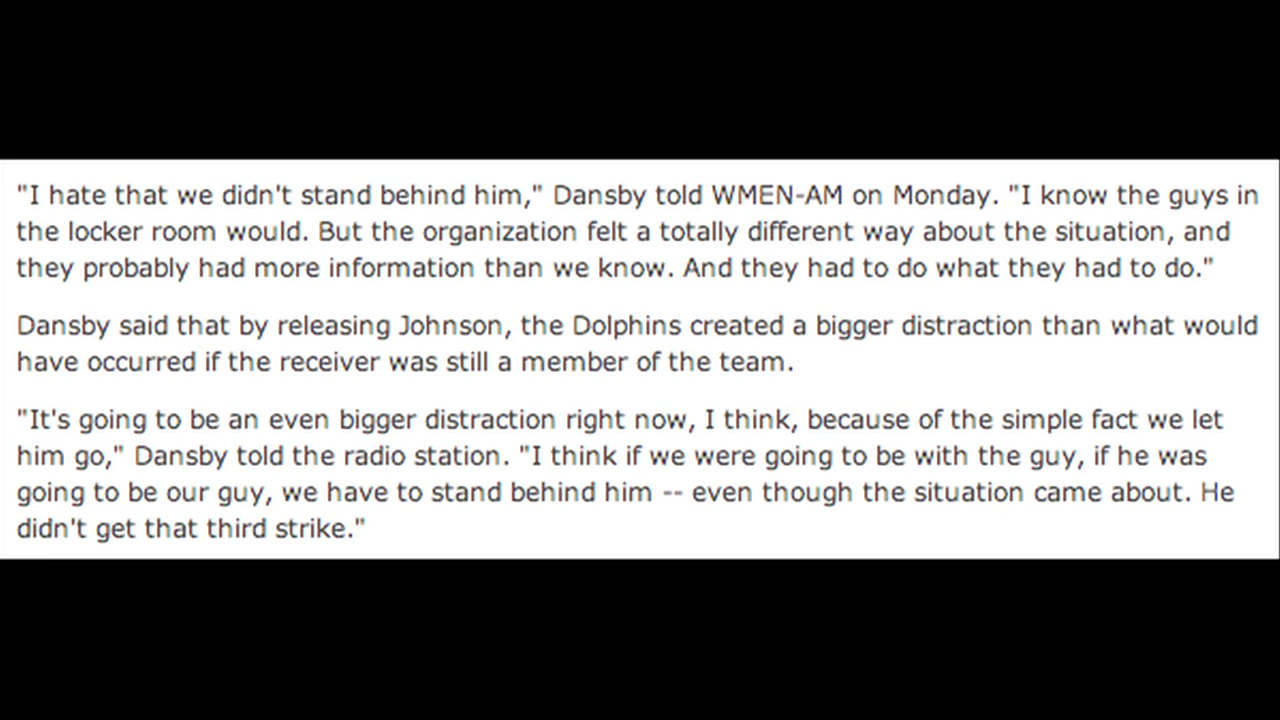 "I hate that we didn't stand behind him," Dansby told WMEN-AM on Monday. "I know the guys in
the locker room would. But the organization felt a totally different way about the situation, and
they probably had more information than we know. And they had to do what they had to do."
Dansby said that by releasing Johnson, the Dolphins created a bigger distraction than what would
have occurred if the receiver was still a member of the team.
"It's going to be an even bigger distraction right now, I think, because of the simple fact we let
him go," Dansby told the radio station. "I think if we were going to be with the guy, if he was
going to be our guy, we have to stand behind him -- even though the situation came about. He
didn't get that third strike."